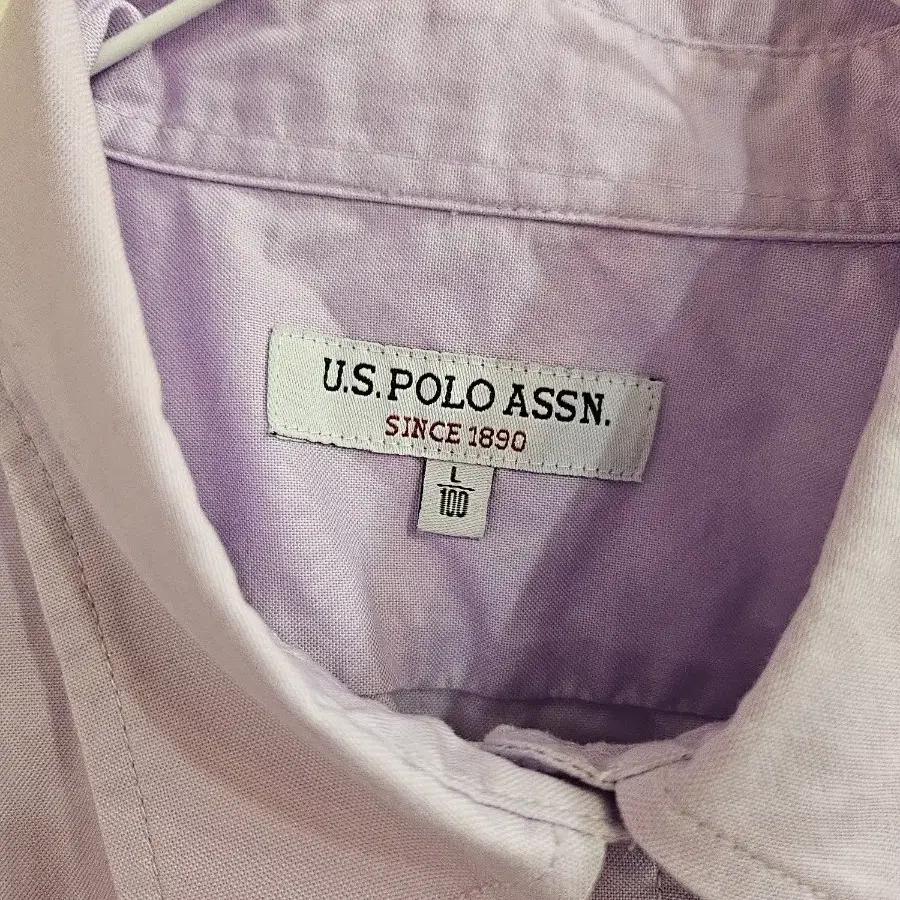 U.S. POLO ASSN.
SINCE 1890
L
100